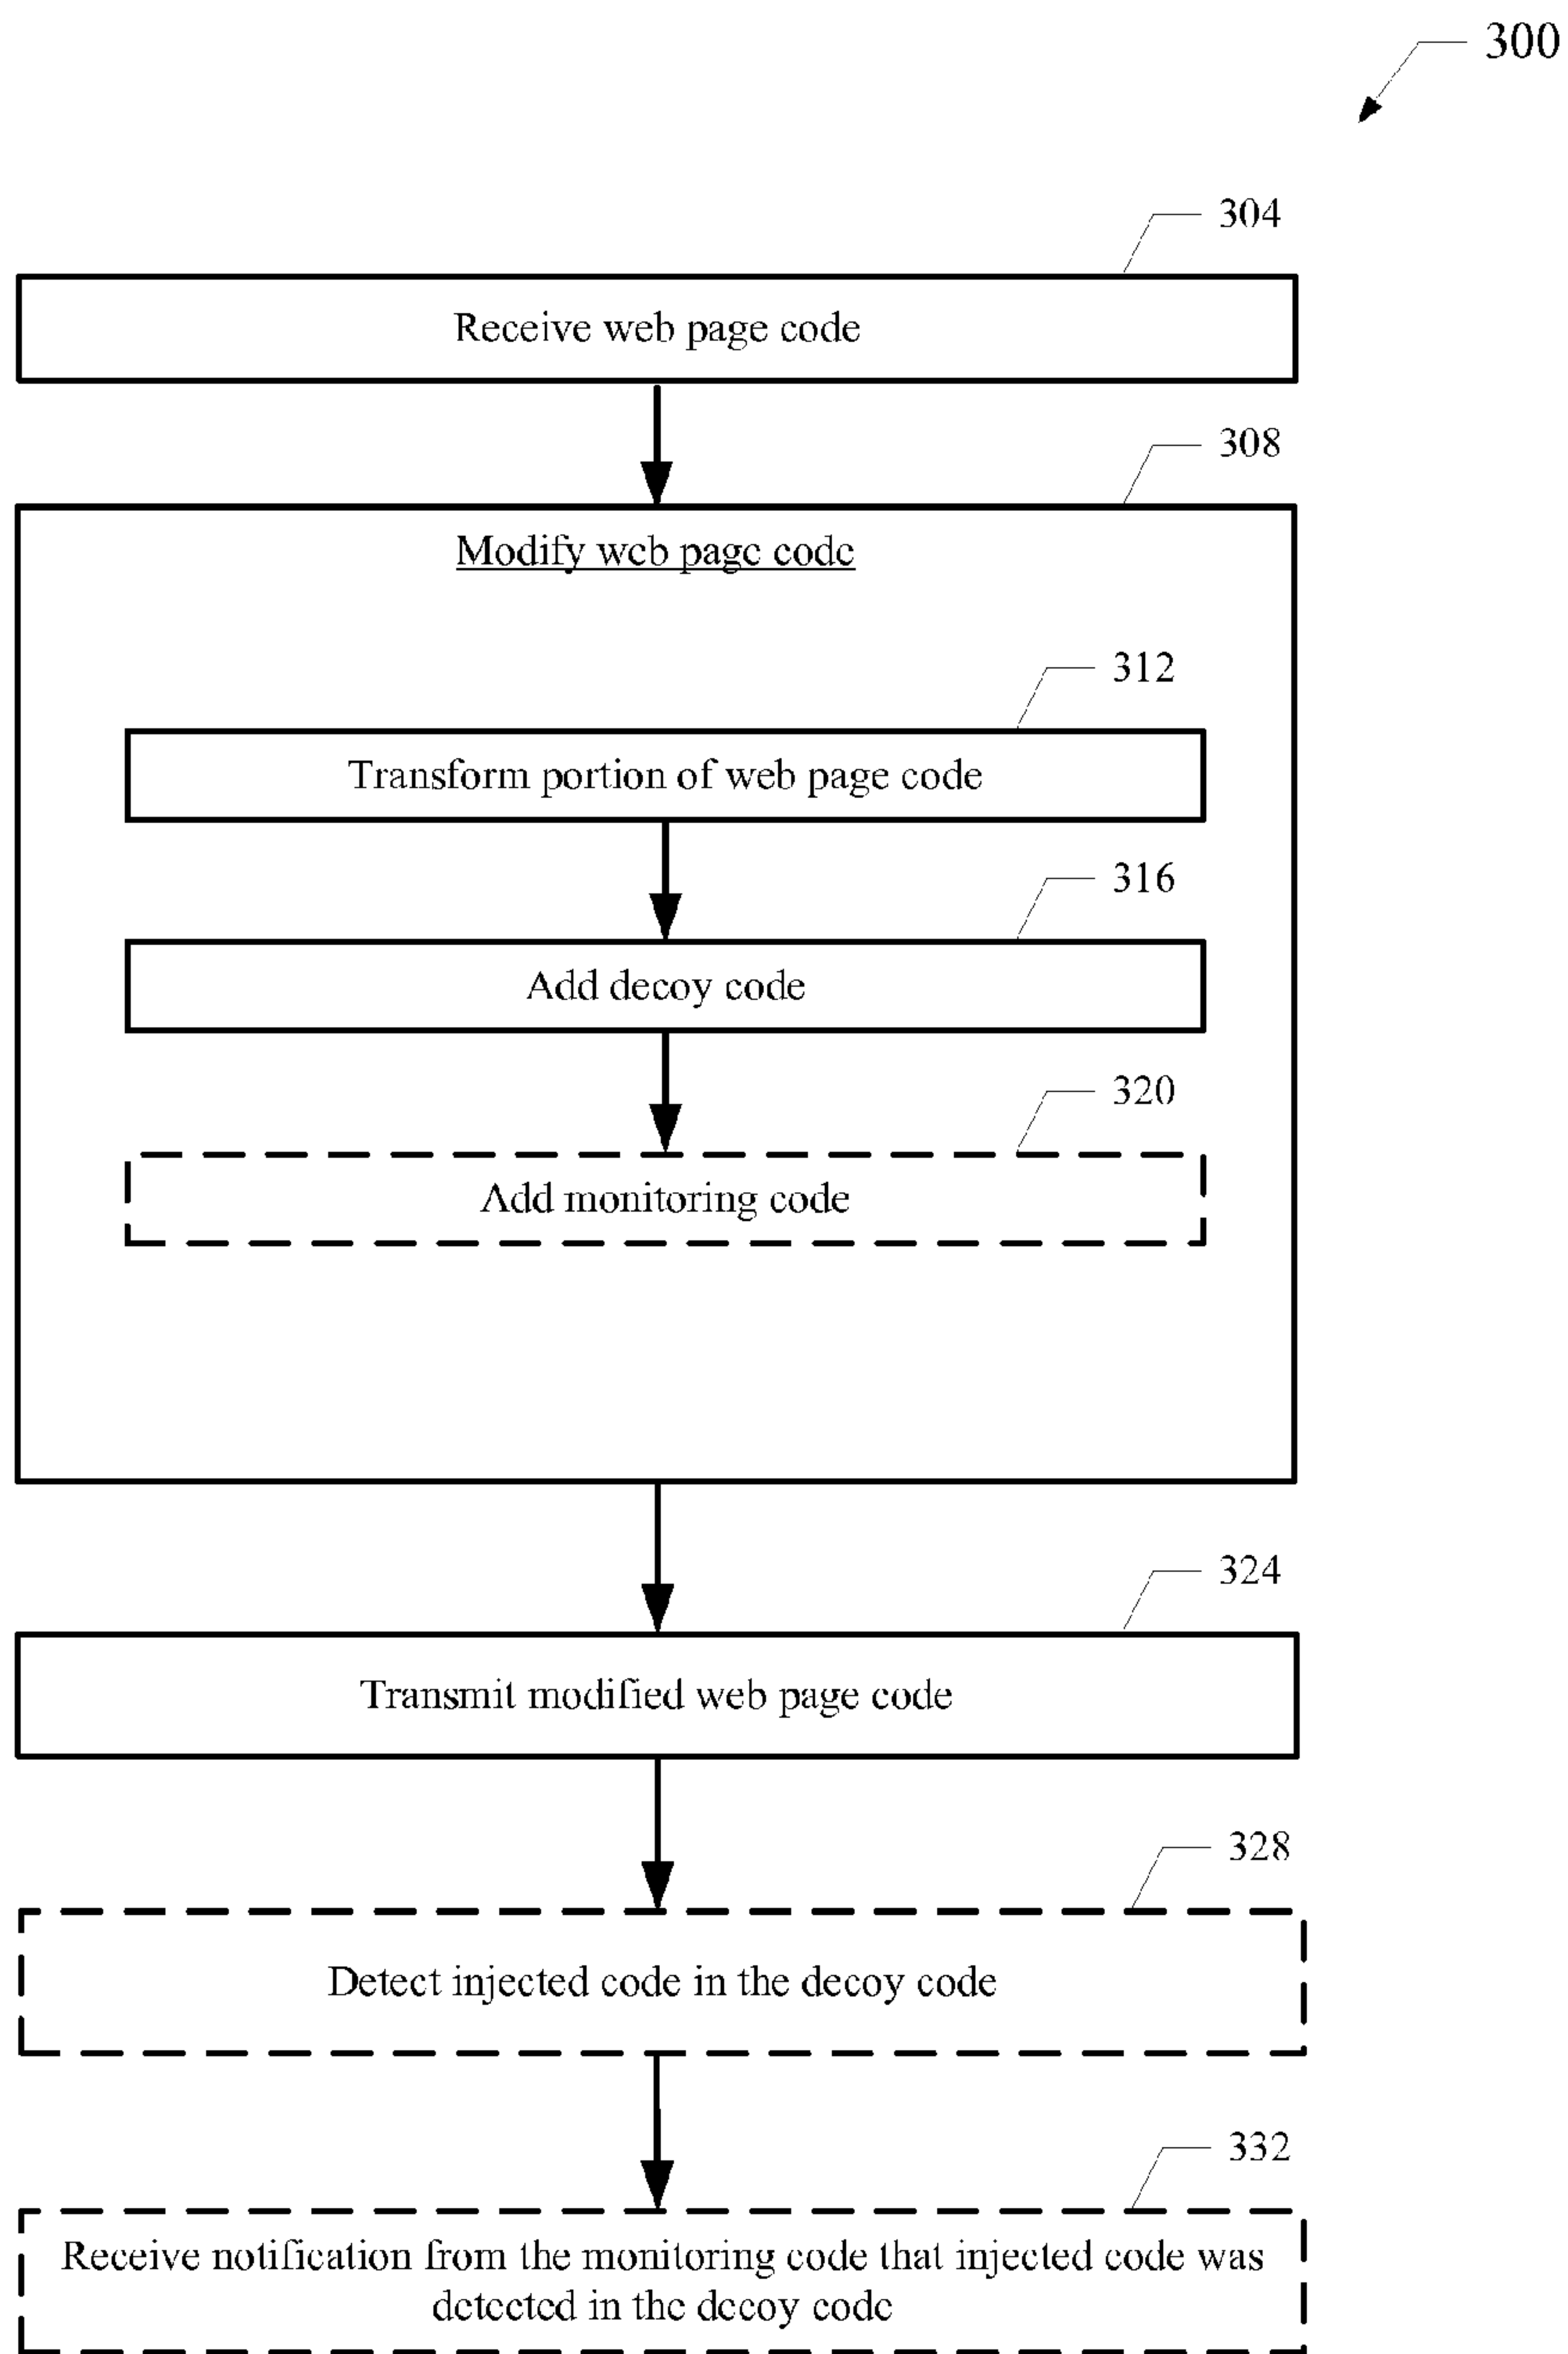 300
304
Receive web page code
308
Modify web page code
312
Transform portion of web page code
316
Add decoy code
320
Add monitoring code
324
Transmit modified web page code
328
Detect injected code in the decoy code
332
Receive notification from the monitoring code that injected code was
detected in the decoy code